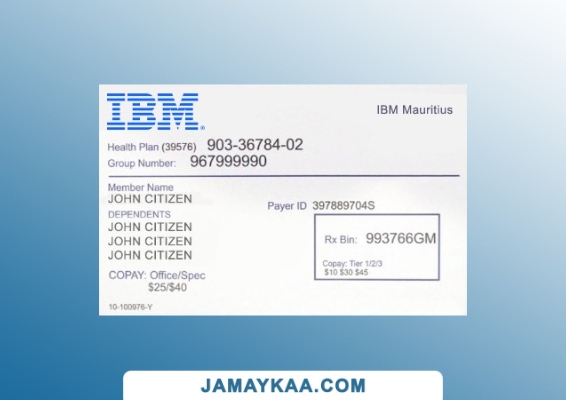 IBM®
IBM Mauritius
Health Plan (39576) 903-36784-02
Group Number: 967999990
Member Name
JOHN CITIZEN
Payer ID 397889704S
DEPENDENTS
JOHN CITIZEN
JOHN CITIZEN
JOHN CITIZEN
Rx Bin: 993766GM
Copay: Tier 1/2/3
$10 $30 $45
COPAY: Office/Spec
$25/$40
10-100976-Y
JAMAYKAA.COM